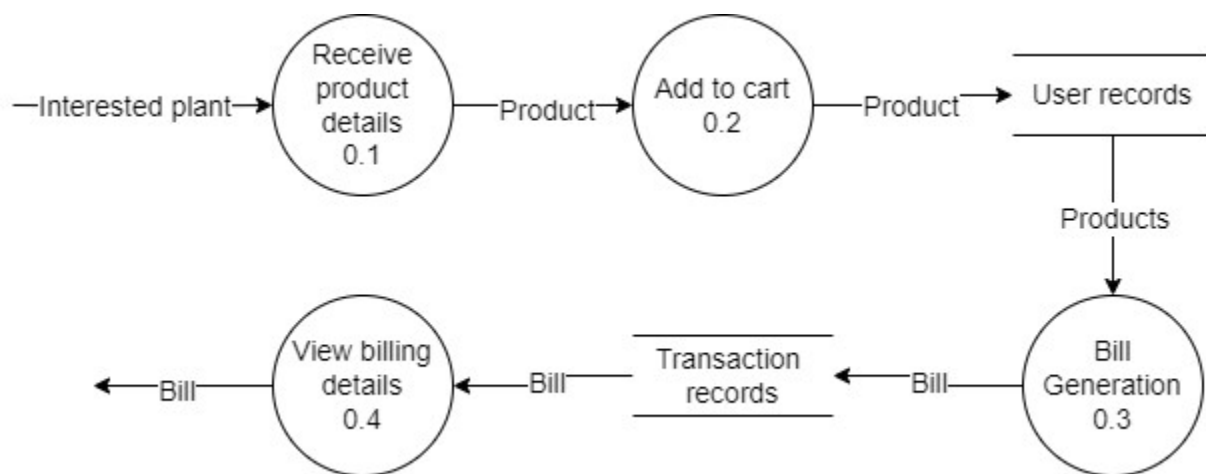 Interested plant
Receive
product
details
0.1
Product
Add to cart
0.2
Product
User records
Products
Bill
View billing
details
0.4
Bill
Transaction
records
Bill
Bill
Generation
0.3